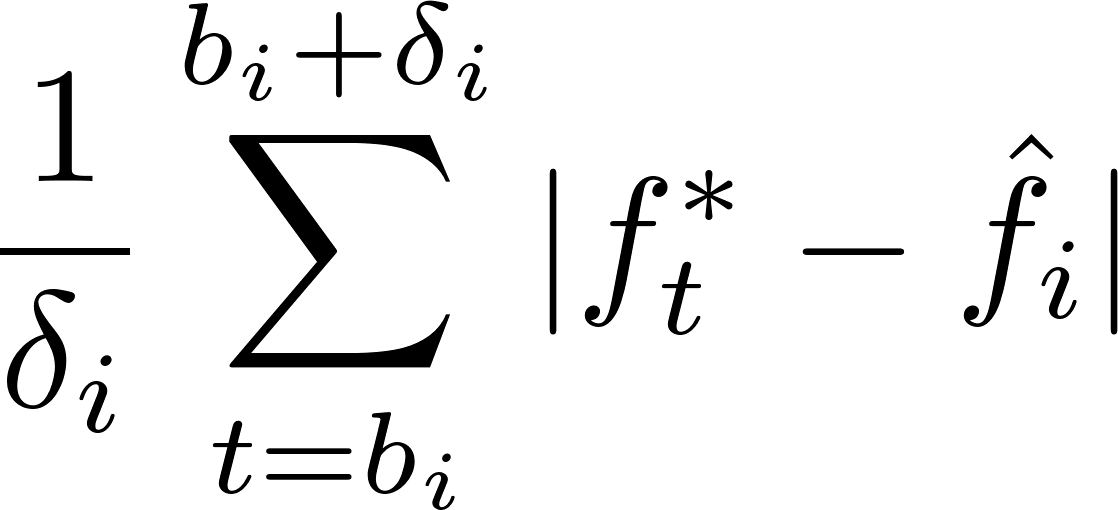 \frac{1}{\delta_i} \sum_{t=b_i}^{b_i+\delta_i} |f_t^* - \hat{f}_i|